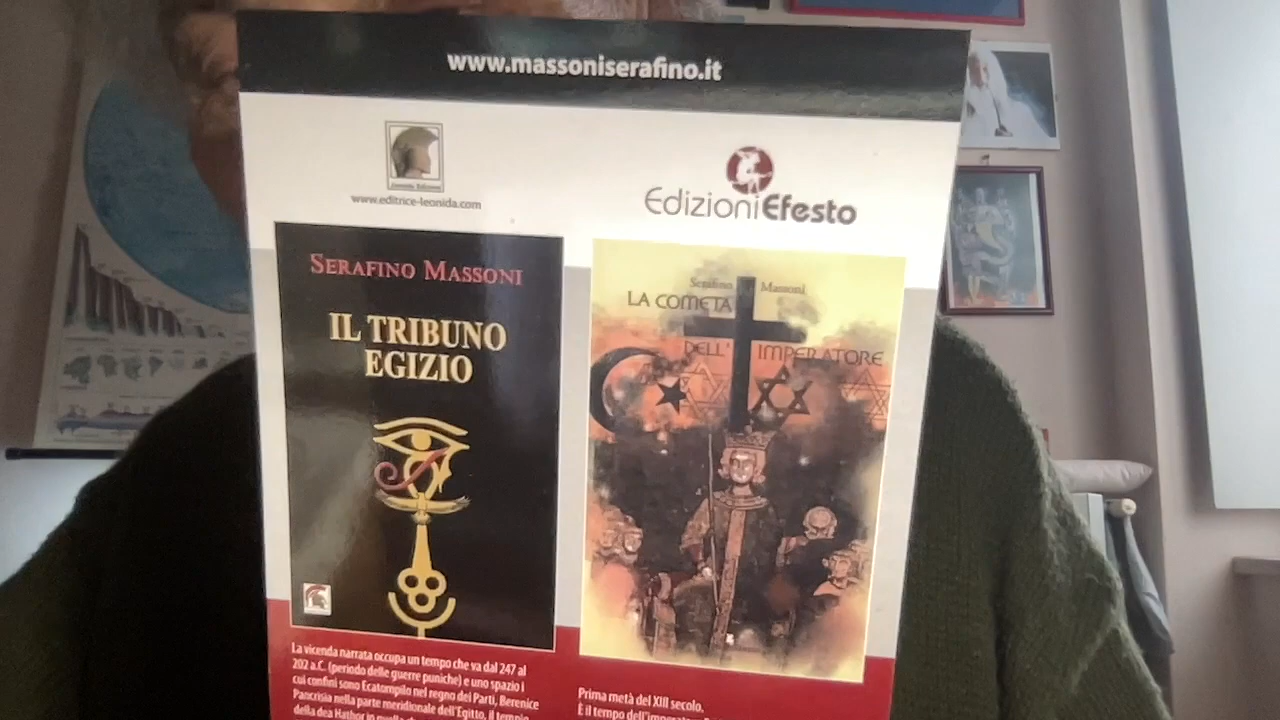 www.massoniserafino.it
www.editrice-leonida.com
EdizioniEfesto
SERAFINO MASSONI
IL TRIBUNO
EGIZIO
Serafino Massoni
LA COMETA
DELL' IMPERATORE
La vicenda narrata occupa un tempo che va dal 247 al
202 a.C. (periodo delle guerre puniche) e uno spazio i
cui confini sono Ecatompilo nel regno dei Parti, Berenice
Pancrisia nella parte meridionale dell'Egitto, il tempio
della dea Hathor in
Prima metà del XIII secolo.
È il tempo dell'imperatore